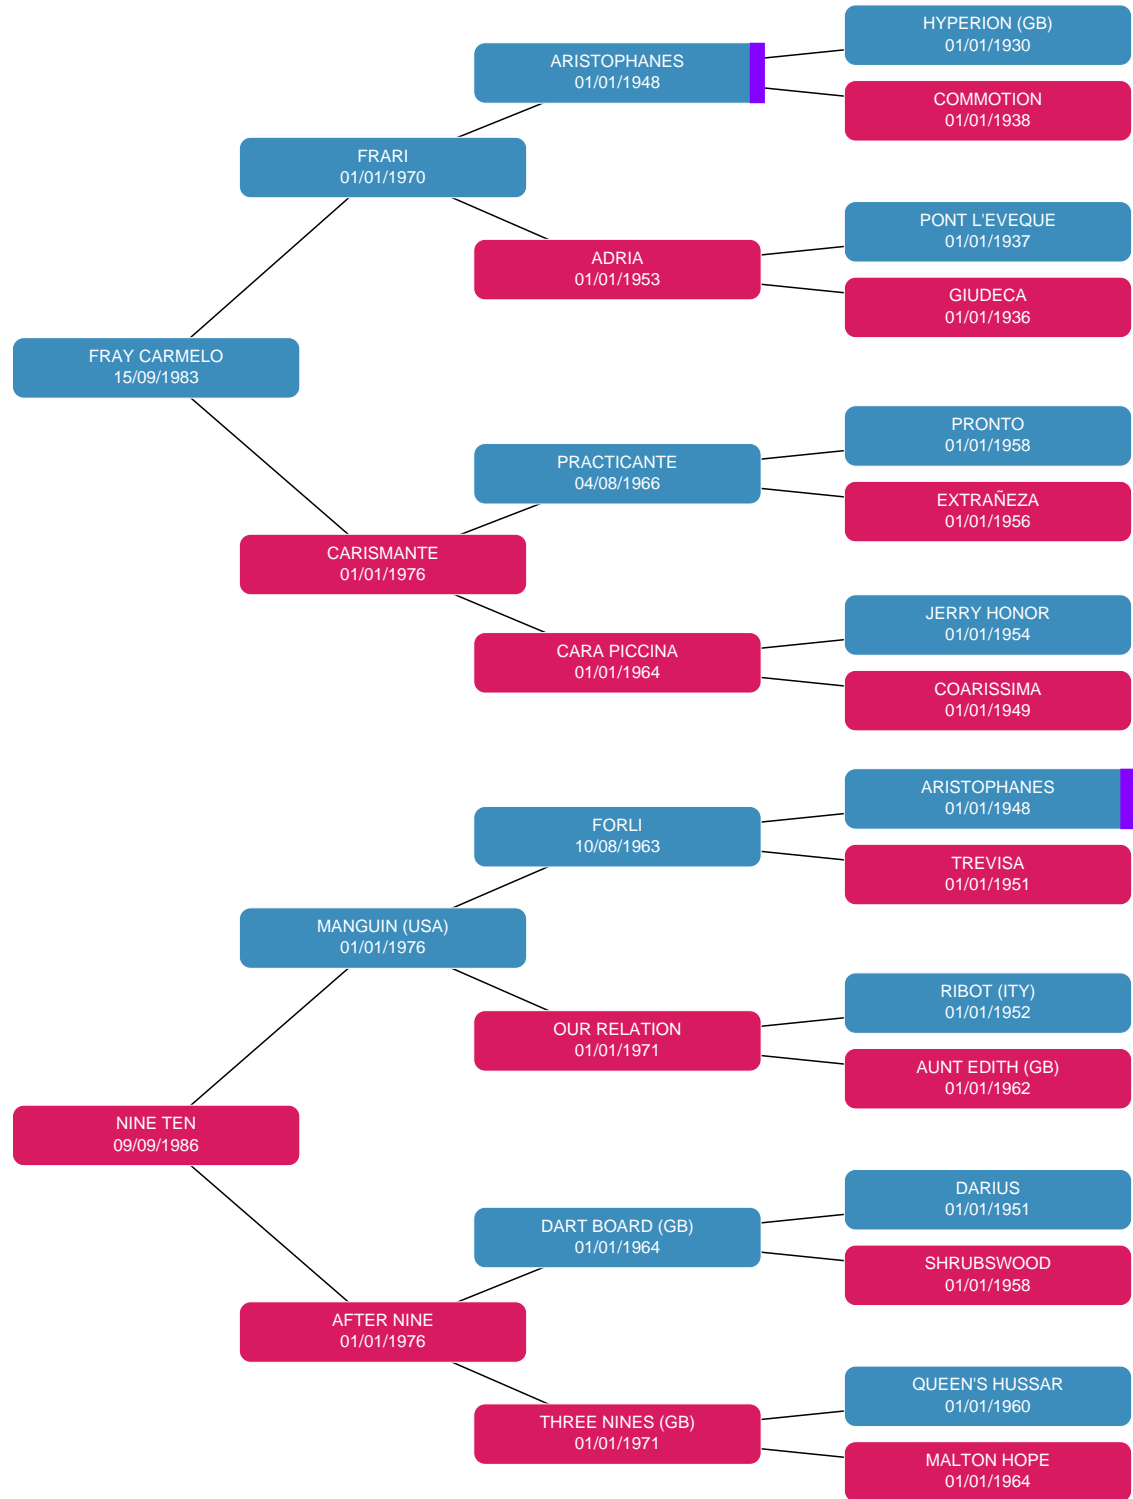 HYPERION (GB)
01/01/1930
ARISTOPHANES
01/01/1948
COMMOTION
01/01/1938
FRARI
01/01/1970
PONT L'EVEQUE
01/01/1937
ADRIA
01/01/1953
GIUDECA
01/01/1936
FRAY CARMELO
15/09/1983
PRONTO
01/01/1958
PRACTICANTE
04/08/1966
EXTRAÑEZA
01/01/1956
CARISMANTE
01/01/1976
JERRY HONOR
01/01/1954
CARA PICCINA
01/01/1964
COARISSIMA
01/01/1949
ARISTOPHANES
01/01/1948
FORLI
10/08/1963
TREVISA
01/01/1951
MANGUIN (USA)
01/01/1976
RIBOT (ITY)
01/01/1952
OUR RELATION
01/01/1971
AUNT EDITH (GB)
01/01/1962
NINE TEN
09/09/1986
DARIUS
01/01/1951
DART BOARD (GB)
01/01/1964
SHRUBSWOOD
01/01/1958
AFTER NINE
01/01/1976
QUEEN'S HUSSAR
01/01/1960
THREE NINES (GB)
01/01/1971
MALTON HOPE
01/01/1964